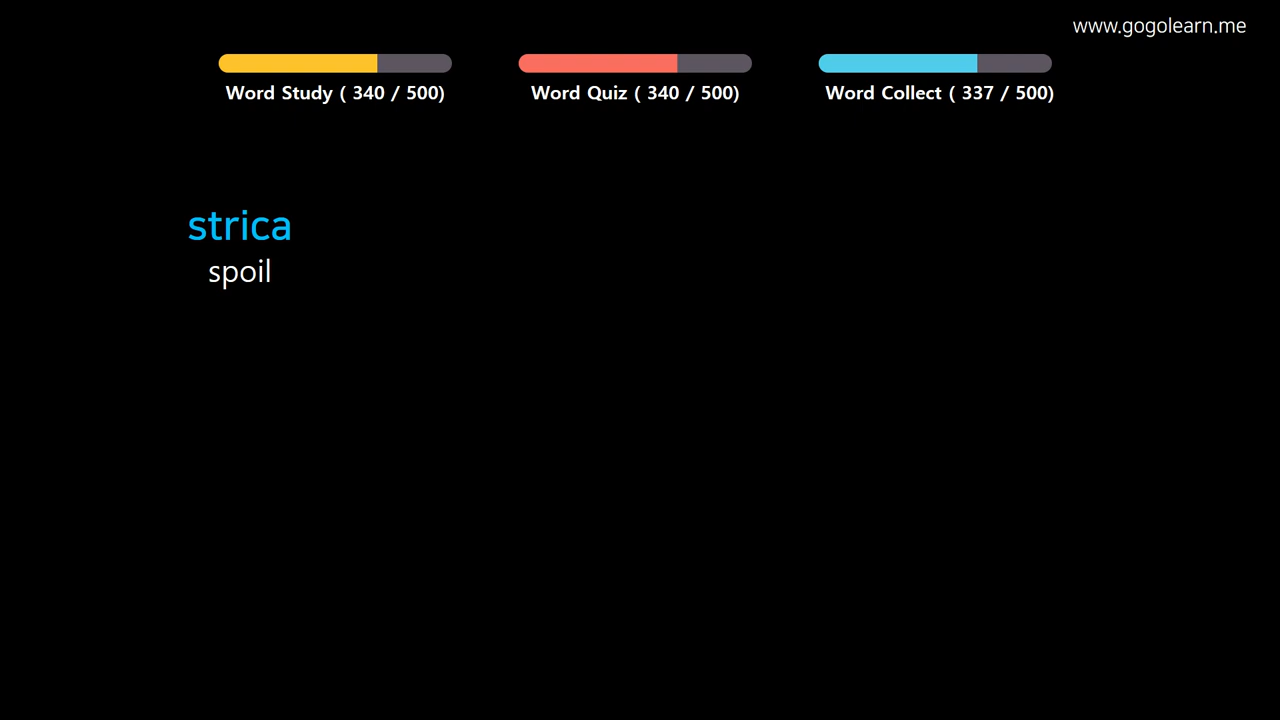 www.gogolearn.me
Word Study ( 340 / 500)
Word Quiz ( 340 / 500)
Word Collect ( 337 / 500)
strica
spoil